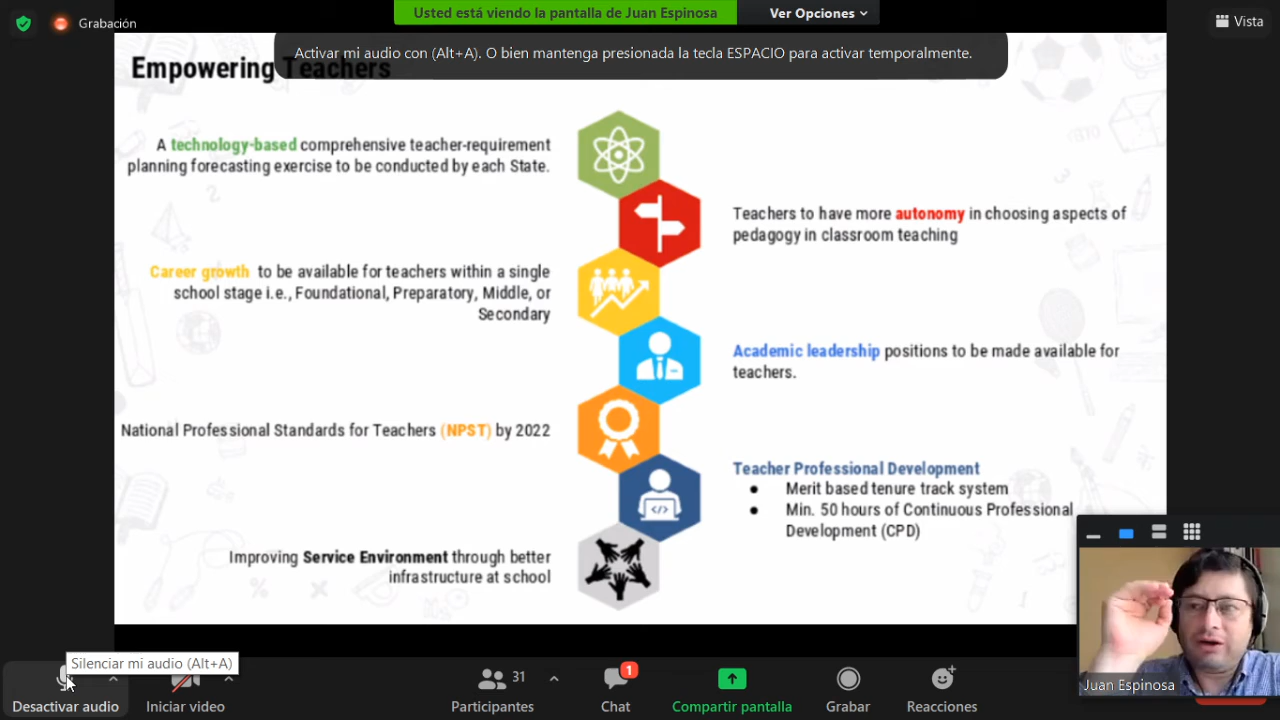 Grabación
Usted está viendo la pantalla de Juan Espinosa
Ver Opciones
Vista
Activar mi audio con (Alt+A). O bien mantenga presionada la tecla ESPACIO para activar temporalmente.
Empowering Teachers
A technology-based comprehensive teacher-requirement
planning forecasting exercise to be conducted by each State.
Teachers to have more autonomy in choosing aspects of
pedagogy in classroom teaching
Career growth to be available for teachers within a single
school stage i.e., Foundational, Preparatory, Middle, or
Secondary
Academic leadership positions to be made available for
teachers.
National Professional Standards for Teachers (NPST) by 2022
Teacher Professional Development
● Merit based tenure track system
● Min. 50 hours of Continuous Professional
Development (CPD)
Improving Service Environment through better
infrastructure at school
Juan Espinosa
Silenciar mi audio (Alt+A)
Desactivar audio
Iniciar video
Participantes
31
Chat
1
Compartir pantalla
Grabar
Reacciones